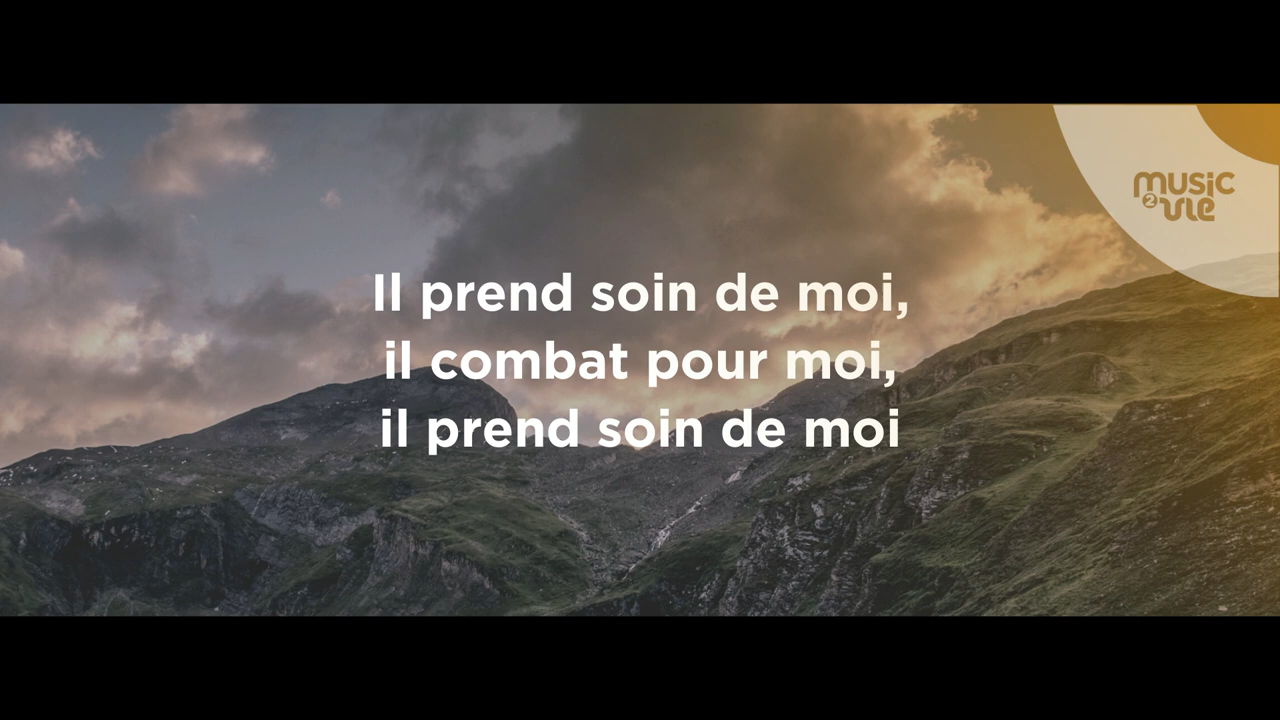 music
2 vie
Il prend soin de moi,
il combat pour moi,
il prend soin de moi